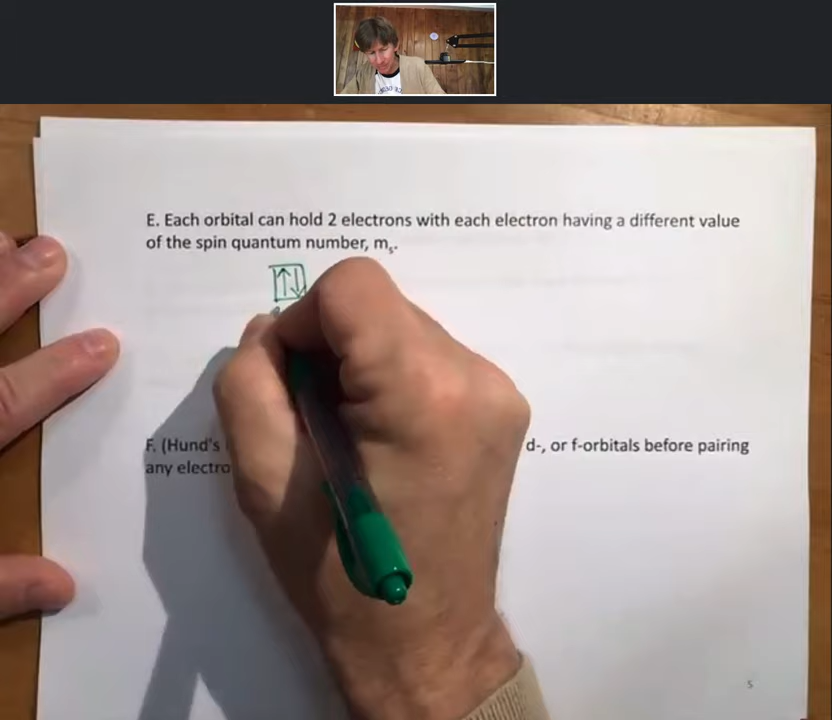 E. Each orbital can hold 2 electrons with each electron having a different value
of the spin quantum number, mₛ.
F. (Hund's d-, or f-orbitals before pairing
any electro
5